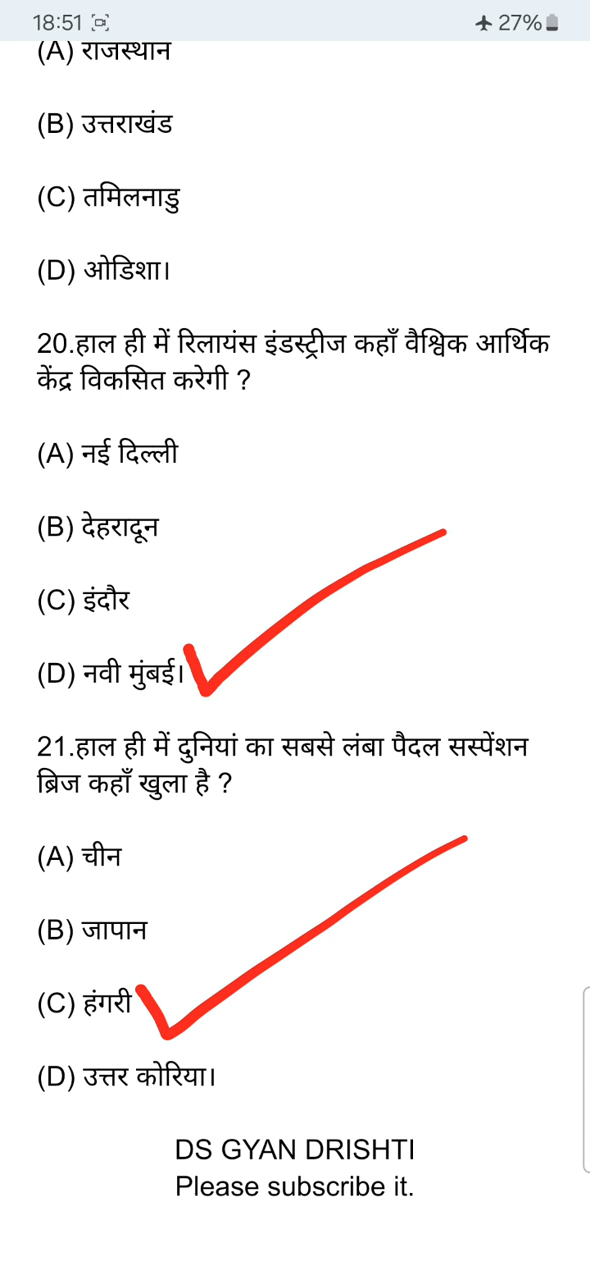 18:51
27%
(A) राजस्थान
(B) उत्तराखंड
(C) तमिलनाडु
(D) ओडिशा।
20.हाल ही में रिलायंस इंडस्ट्रीज कहाँ वैश्विक आर्थिक
केंद्र विकसित करेगी ?
(A) नई दिल्ली
(B) देहरादून
(C) इंदौर
(D) नवी मुंबई।
21.हाल ही में दुनियां का सबसे लंबा पैदल सस्पेंशन
ब्रिज कहाँ खुला है ?
(A) चीन
(B) जापान
(C) हंगरी
(D) उत्तर कोरिया।
DS GYAN DRISHTI
Please subscribe it.